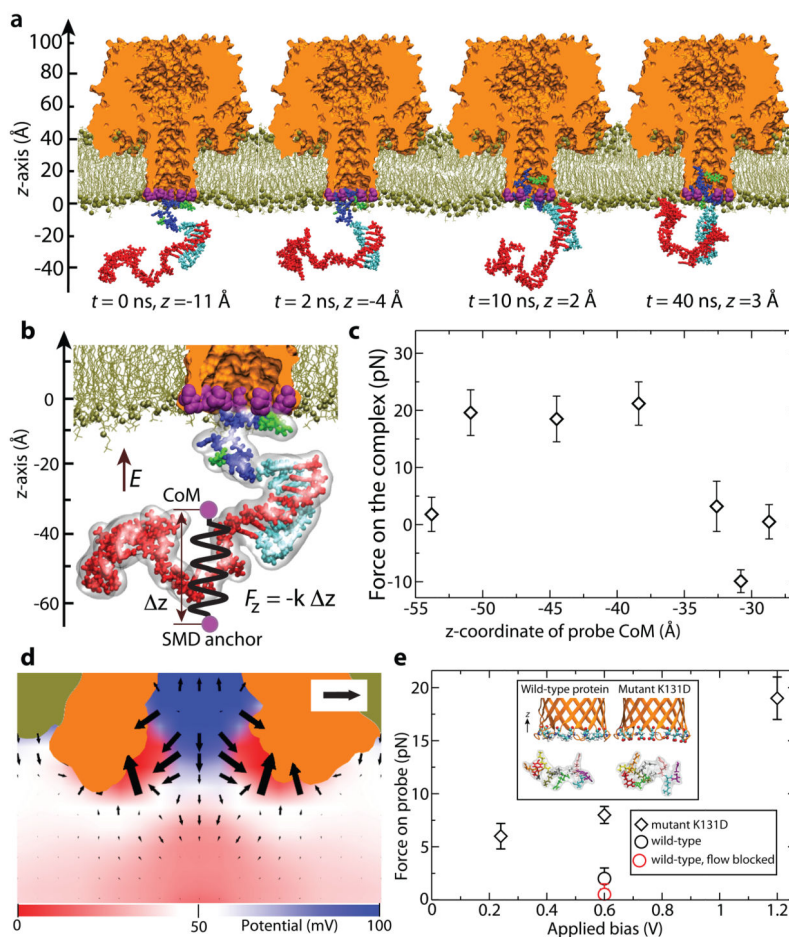 a
z-axis (Å)
100
80
60
40
20
0
-20
-40
t = 0 ns, z=-11 Å
t = 2 ns, z=-4 Å
t =10 ns, z=2 Å
t = 40 ns, z=3 Å
b
z-axis (Å)
0
-20
-40
-60
E
CoM
Δz
F_z = -k Δz
SMD anchor
c
Force on the complex (pN)
30
20
10
0
-10
-55
-50
-45
-40
-35
-30
z-coordinate of probe CoM (Å)
d
0
50
Potential (mV)
100
e
Force on probe (pN)
20
15
10
5
0
Wild-type protein
Mutant K131D
z
mutant K131D
wild-type
wild-type, flow blocked
0
0.2
0.4
0.6
0.8
1.0
1.2
Applied bias (V)